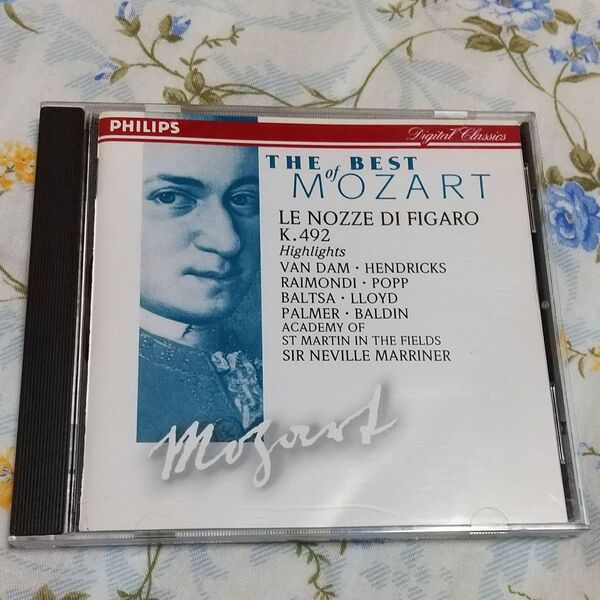 PHILIPS
Digital Classics
THE of BEST
MOZART
LE NOZZE DI FIGARO
K.492
Highlights
VAN DAM · HENDRICKS
RAIMONDI · POPP
BALTSA · LLOYD
PALMER · BALDIN
ACADEMY OF
ST MARTIN IN THE FIELDS
SIR NEVILLE MARRINER
Mozart